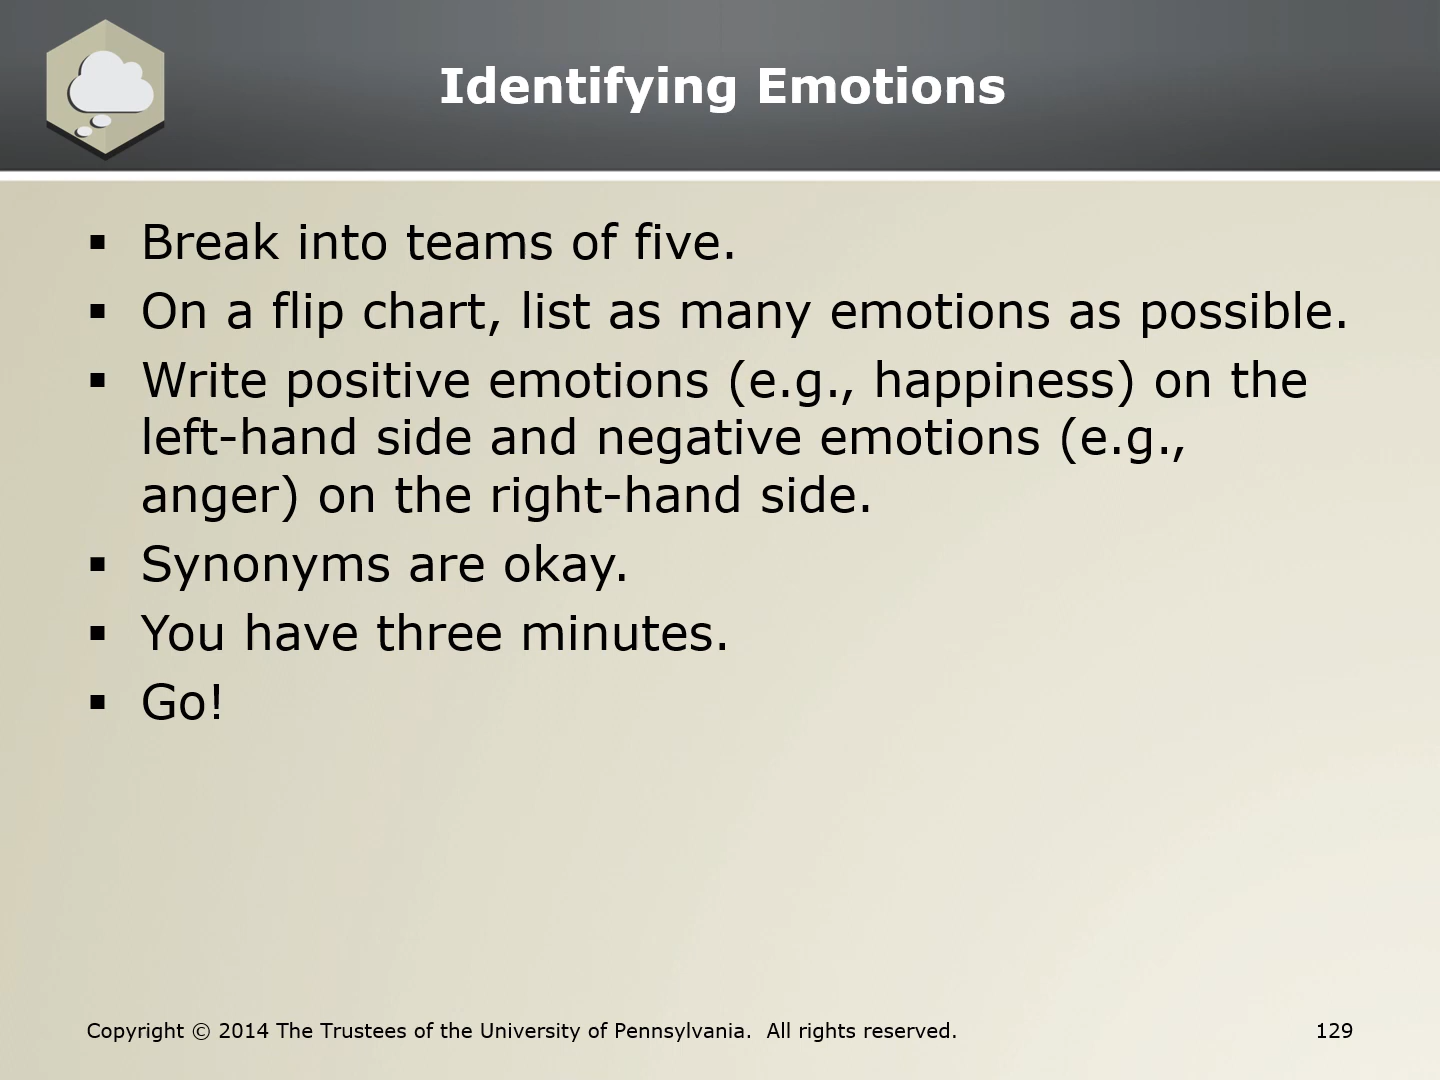 Identifying Emotions
▪ Break into teams of five.
▪ On a flip chart, list as many emotions as possible.
▪ Write positive emotions (e.g., happiness) on the
left-hand side and negative emotions (e.g.,
anger) on the right-hand side.
▪ Synonyms are okay.
▪ You have three minutes.
▪ Go!
Copyright © 2014 The Trustees of the University of Pennsylvania.  All rights reserved. 129